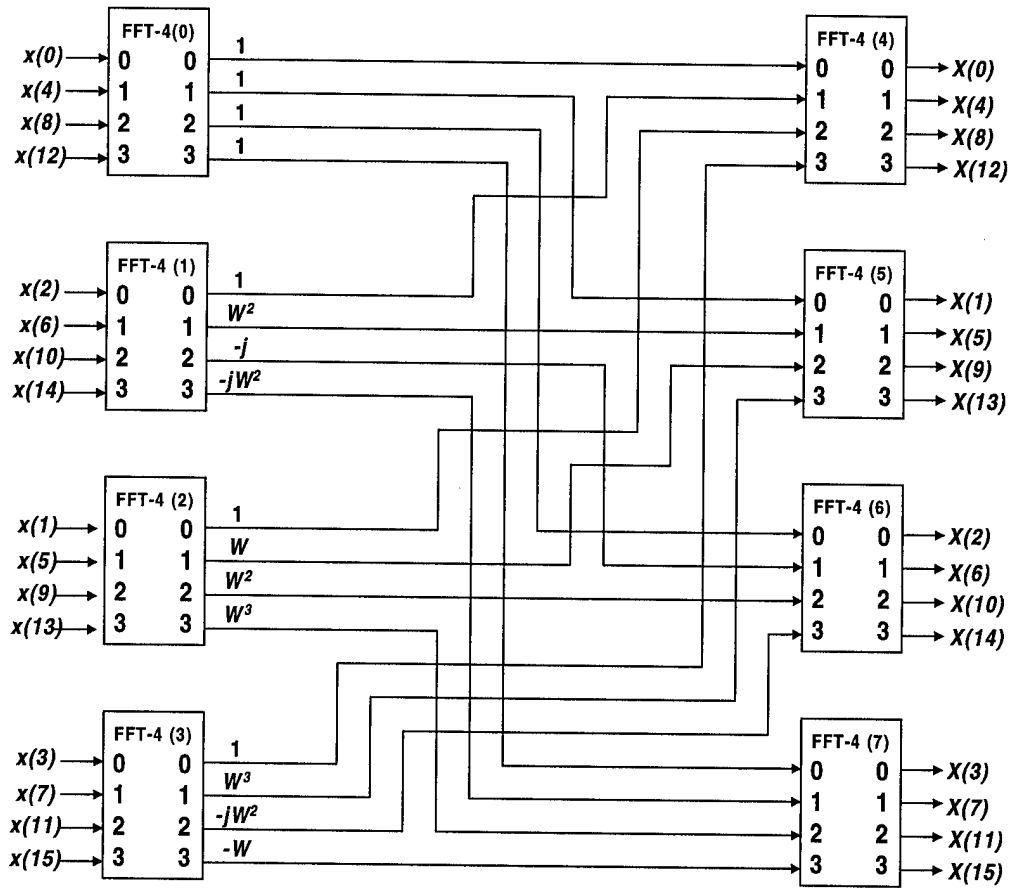 FFT-4(0)
x(0) 0 0 1
x(4) 1 1 1
x(8) 2 2 1
x(12) 3 3 1
FFT-4 (4)
0 0 X(0)
1 1 X(4)
2 2 X(8)
3 3 X(12)
FFT-4 (1)
x(2) 0 0 1
x(6) 1 1 W²
x(10) 2 2 -j
x(14) 3 3 -jW²
FFT-4 (5)
0 0 X(1)
1 1 X(5)
2 2 X(9)
3 3 X(13)
FFT-4 (2)
x(1) 0 0 1
x(5) 1 1 W
x(9) 2 2 W²
x(13) 3 3 W³
FFT-4 (6)
0 0 X(2)
1 1 X(6)
2 2 X(10)
3 3 X(14)
FFT-4 (3)
x(3) 0 0 1
x(7) 1 1 W³
x(11) 2 2 -jW²
x(15) 3 3 -W
FFT-4 (7)
0 0 X(3)
1 1 X(7)
2 2 X(11)
3 3 X(15)